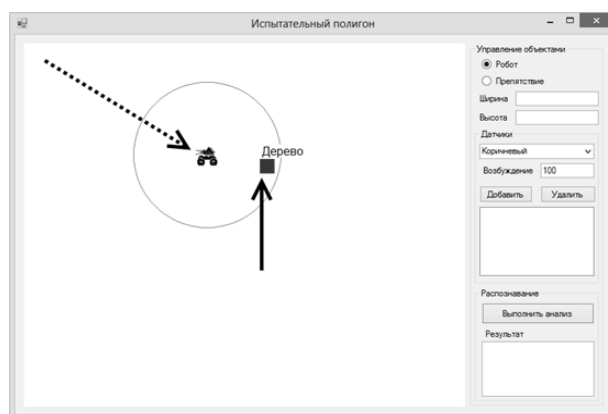 Испытательный полигон
Дерево
Управление объектами
Робот
Препятствие
Ширина
Высота
Датчики
Коричневый
Возбуждение 100
Добавить Удалить
Распознавание
Выполнить анализ
Результат